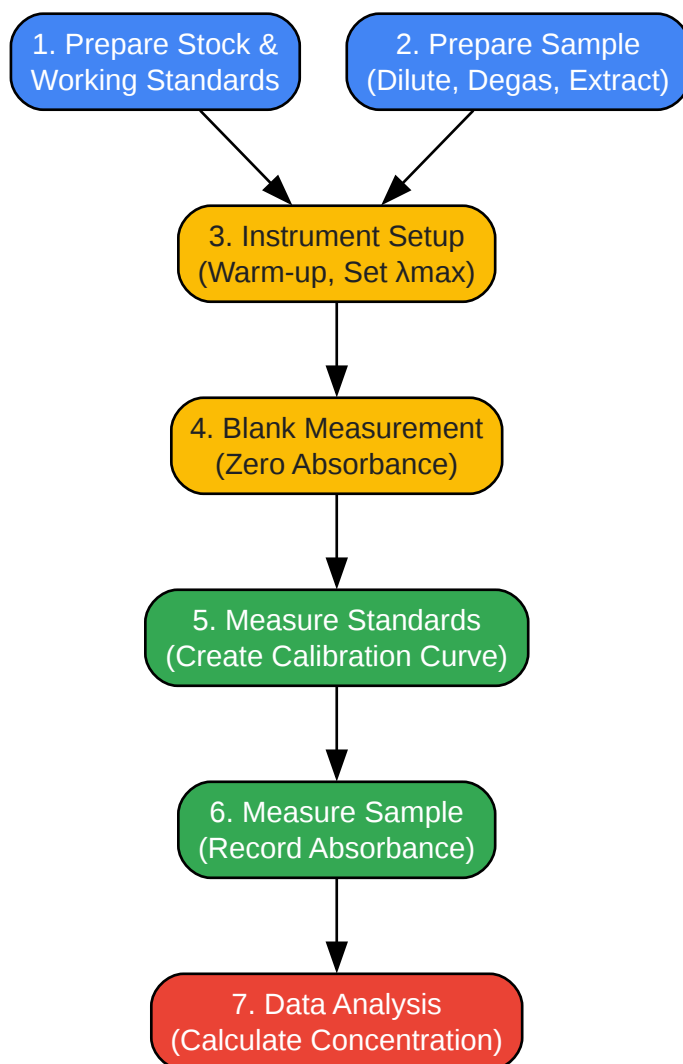 1. Prepare Stock &
Working Standards
2. Prepare Sample
(Dilute, Degas, Extract)
3. Instrument Setup
(Warm-up, Set λmax)
4. Blank Measurement
(Zero Absorbance)
5. Measure Standards
(Create Calibration Curve)
6. Measure Sample
(Record Absorbance)
7. Data Analysis
(Calculate Concentration)